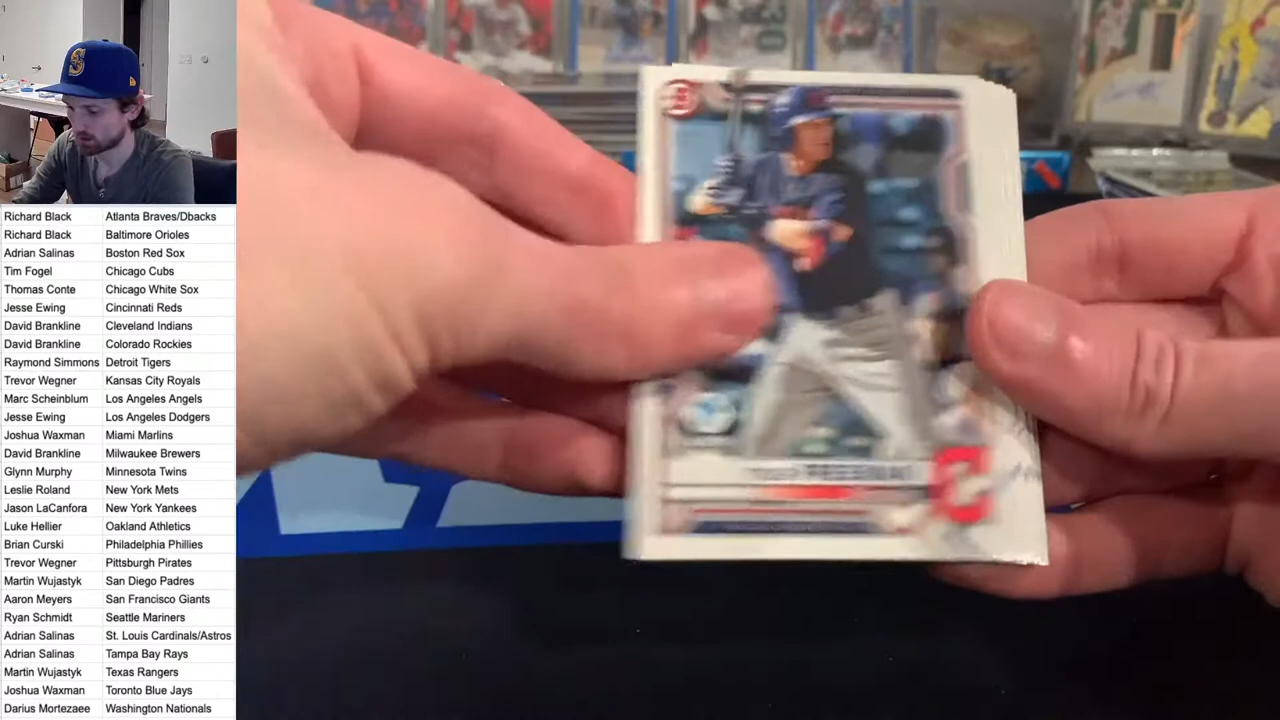 Richard Black Atlanta Braves/Dbacks
Richard Black Baltimore Orioles
Adrian Salinas Boston Red Sox
Tim Fogel Chicago Cubs
Thomas Conte Chicago White Sox
Jesse Ewing Cincinnati Reds
David Brankline Cleveland Indians
David Brankline Colorado Rockies
Raymond Simmons Detroit Tigers
Trevor Wegner Kansas City Royals
Marc Scheinblum Los Angeles Angels
Jesse Ewing Los Angeles Dodgers
Joshua Waxman Miami Marlins
David Brankline Milwaukee Brewers
Glynn Murphy Minnesota Twins
Leslie Roland New York Mets
Jason LaCanfora New York Yankees
Luke Hellier Oakland Athletics
Brian Curski Philadelphia Phillies
Trevor Wegner Pittsburgh Pirates
Martin Wujastyk San Diego Padres
Aaron Meyers San Francisco Giants
Ryan Schmidt Seattle Mariners
Adrian Salinas St. Louis Cardinals/Astros
Adrian Salinas Tampa Bay Rays
Martin Wujastyk Texas Rangers
Joshua Waxman Toronto Blue Jays
Darius Mortezaee Washington Nationals
S
B
C